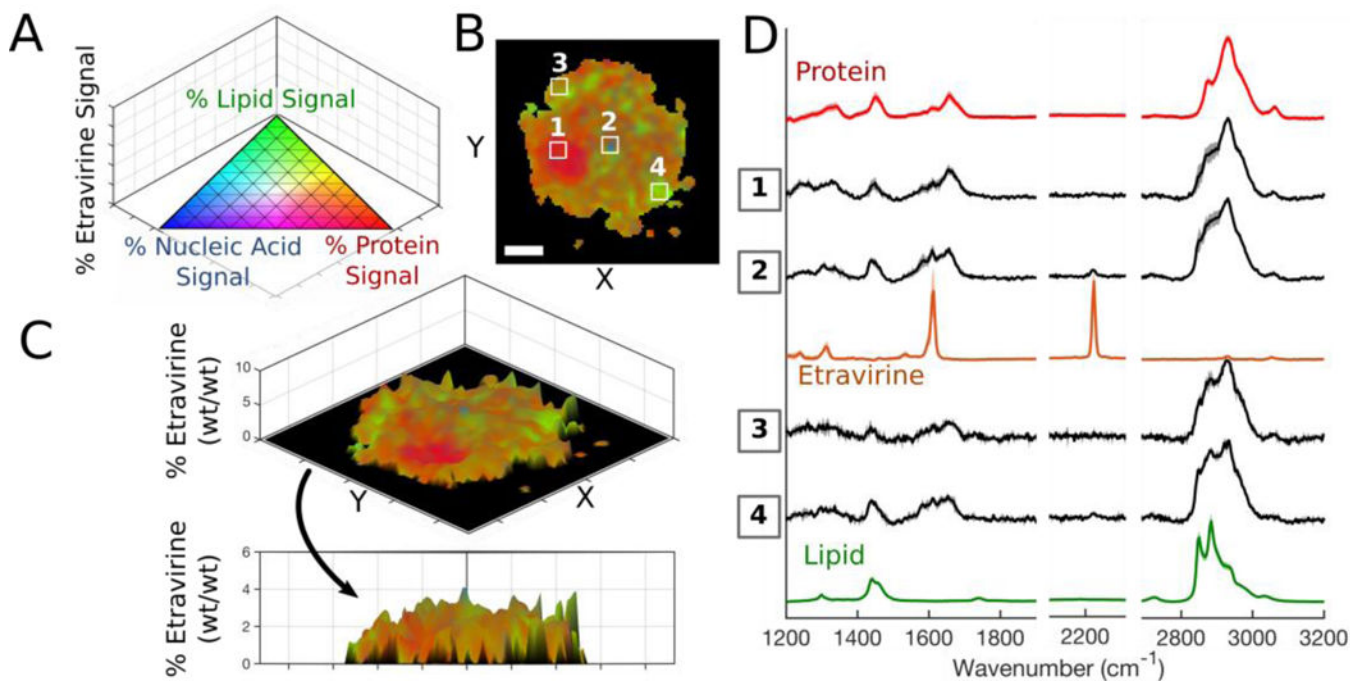 A
% Etravirine Signal
% Lipid Signal
% Nucleic Acid
Signal
% Protein
Signal
B
3
1
2
4
Y
X
C
% Etravirine
(wt/wt)
10
5
0
Y
X
% Etravirine
(wt/wt)
6
4
2
0
D
Protein
1
2
Etravirine
3
4
Lipid
1200 1400 1600 1800 2200 2800 3000 3200
Wavenumber (cm⁻¹)